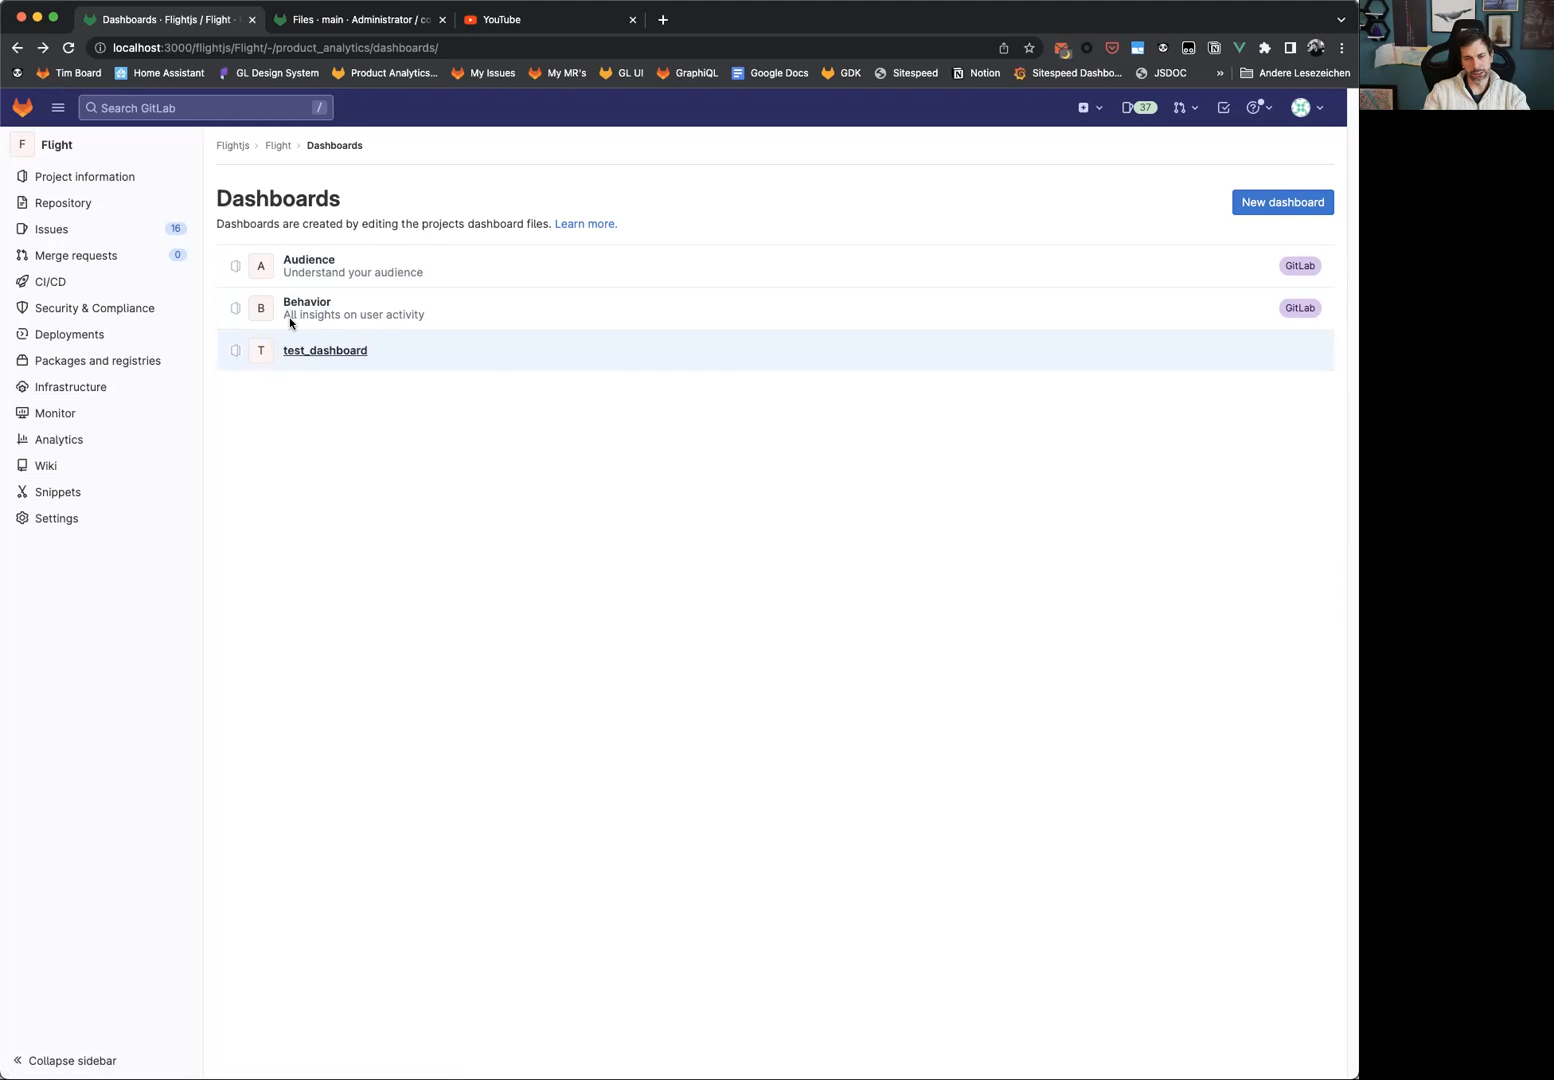 Dashboards · Flightjs / Flight ·
Files · main · Administrator / co
YouTube
localhost:3000/flightjs/Flight/-/product_analytics/dashboards/
Tim Board
Home Assistant
GL Design System
Product Analytics...
My Issues
My MR's
GL UI
GraphiQL
Google Docs
GDK
Sitespeed
Notion
Sitespeed Dashbo...
JSDOC
»
Andere Lesezeichen
Search GitLab
/
37
F
Flight
Project information
Repository
Issues
16
Merge requests
0
CI/CD
Security & Compliance
Deployments
Packages and registries
Infrastructure
Monitor
Analytics
Wiki
Snippets
Settings
Collapse sidebar
Flightjs › Flight › Dashboards
Dashboards
New dashboard
Dashboards are created by editing the projects dashboard files. Learn more.
A
Audience
Understand your audience
GitLab
B
Behavior
All insights on user activity
GitLab
T
test_dashboard